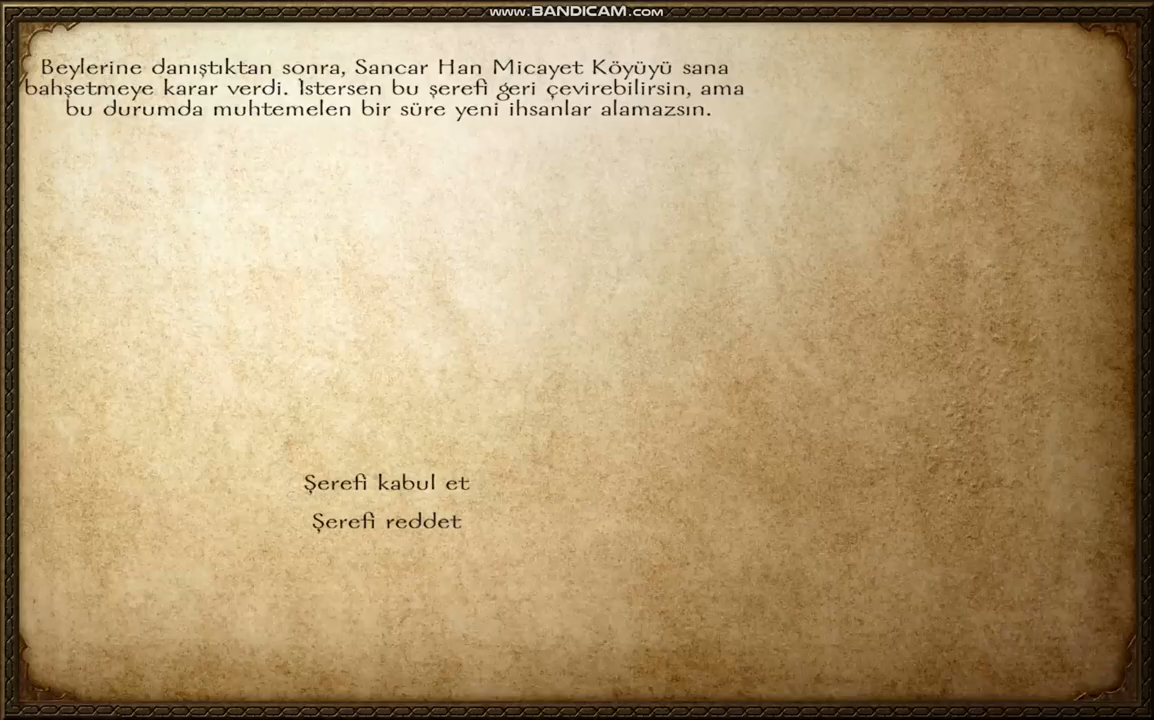 www.BANDICAM.com
Beylerine danıştıktan sonra, Sancar Han Micayet Köyüyü sana
bahşetmeye karar verdi. İstersen bu şerefi geri çevirebilirsin, ama
bu durumda muhtemelen bir süre yeni ihsanlar alamazsın.
Şerefi kabul et
Şerefi reddet